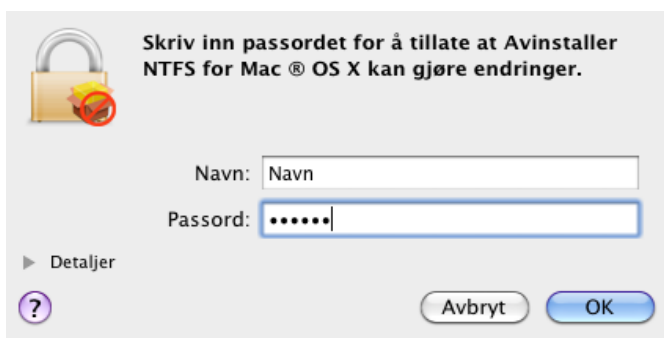 Skriv inn passordet for å tillate at Avinstaller
NTFS for Mac ® OS X kan gjøre endringer.
Navn: Navn
Passord: ••••••
Detaljer
? Avbryt OK